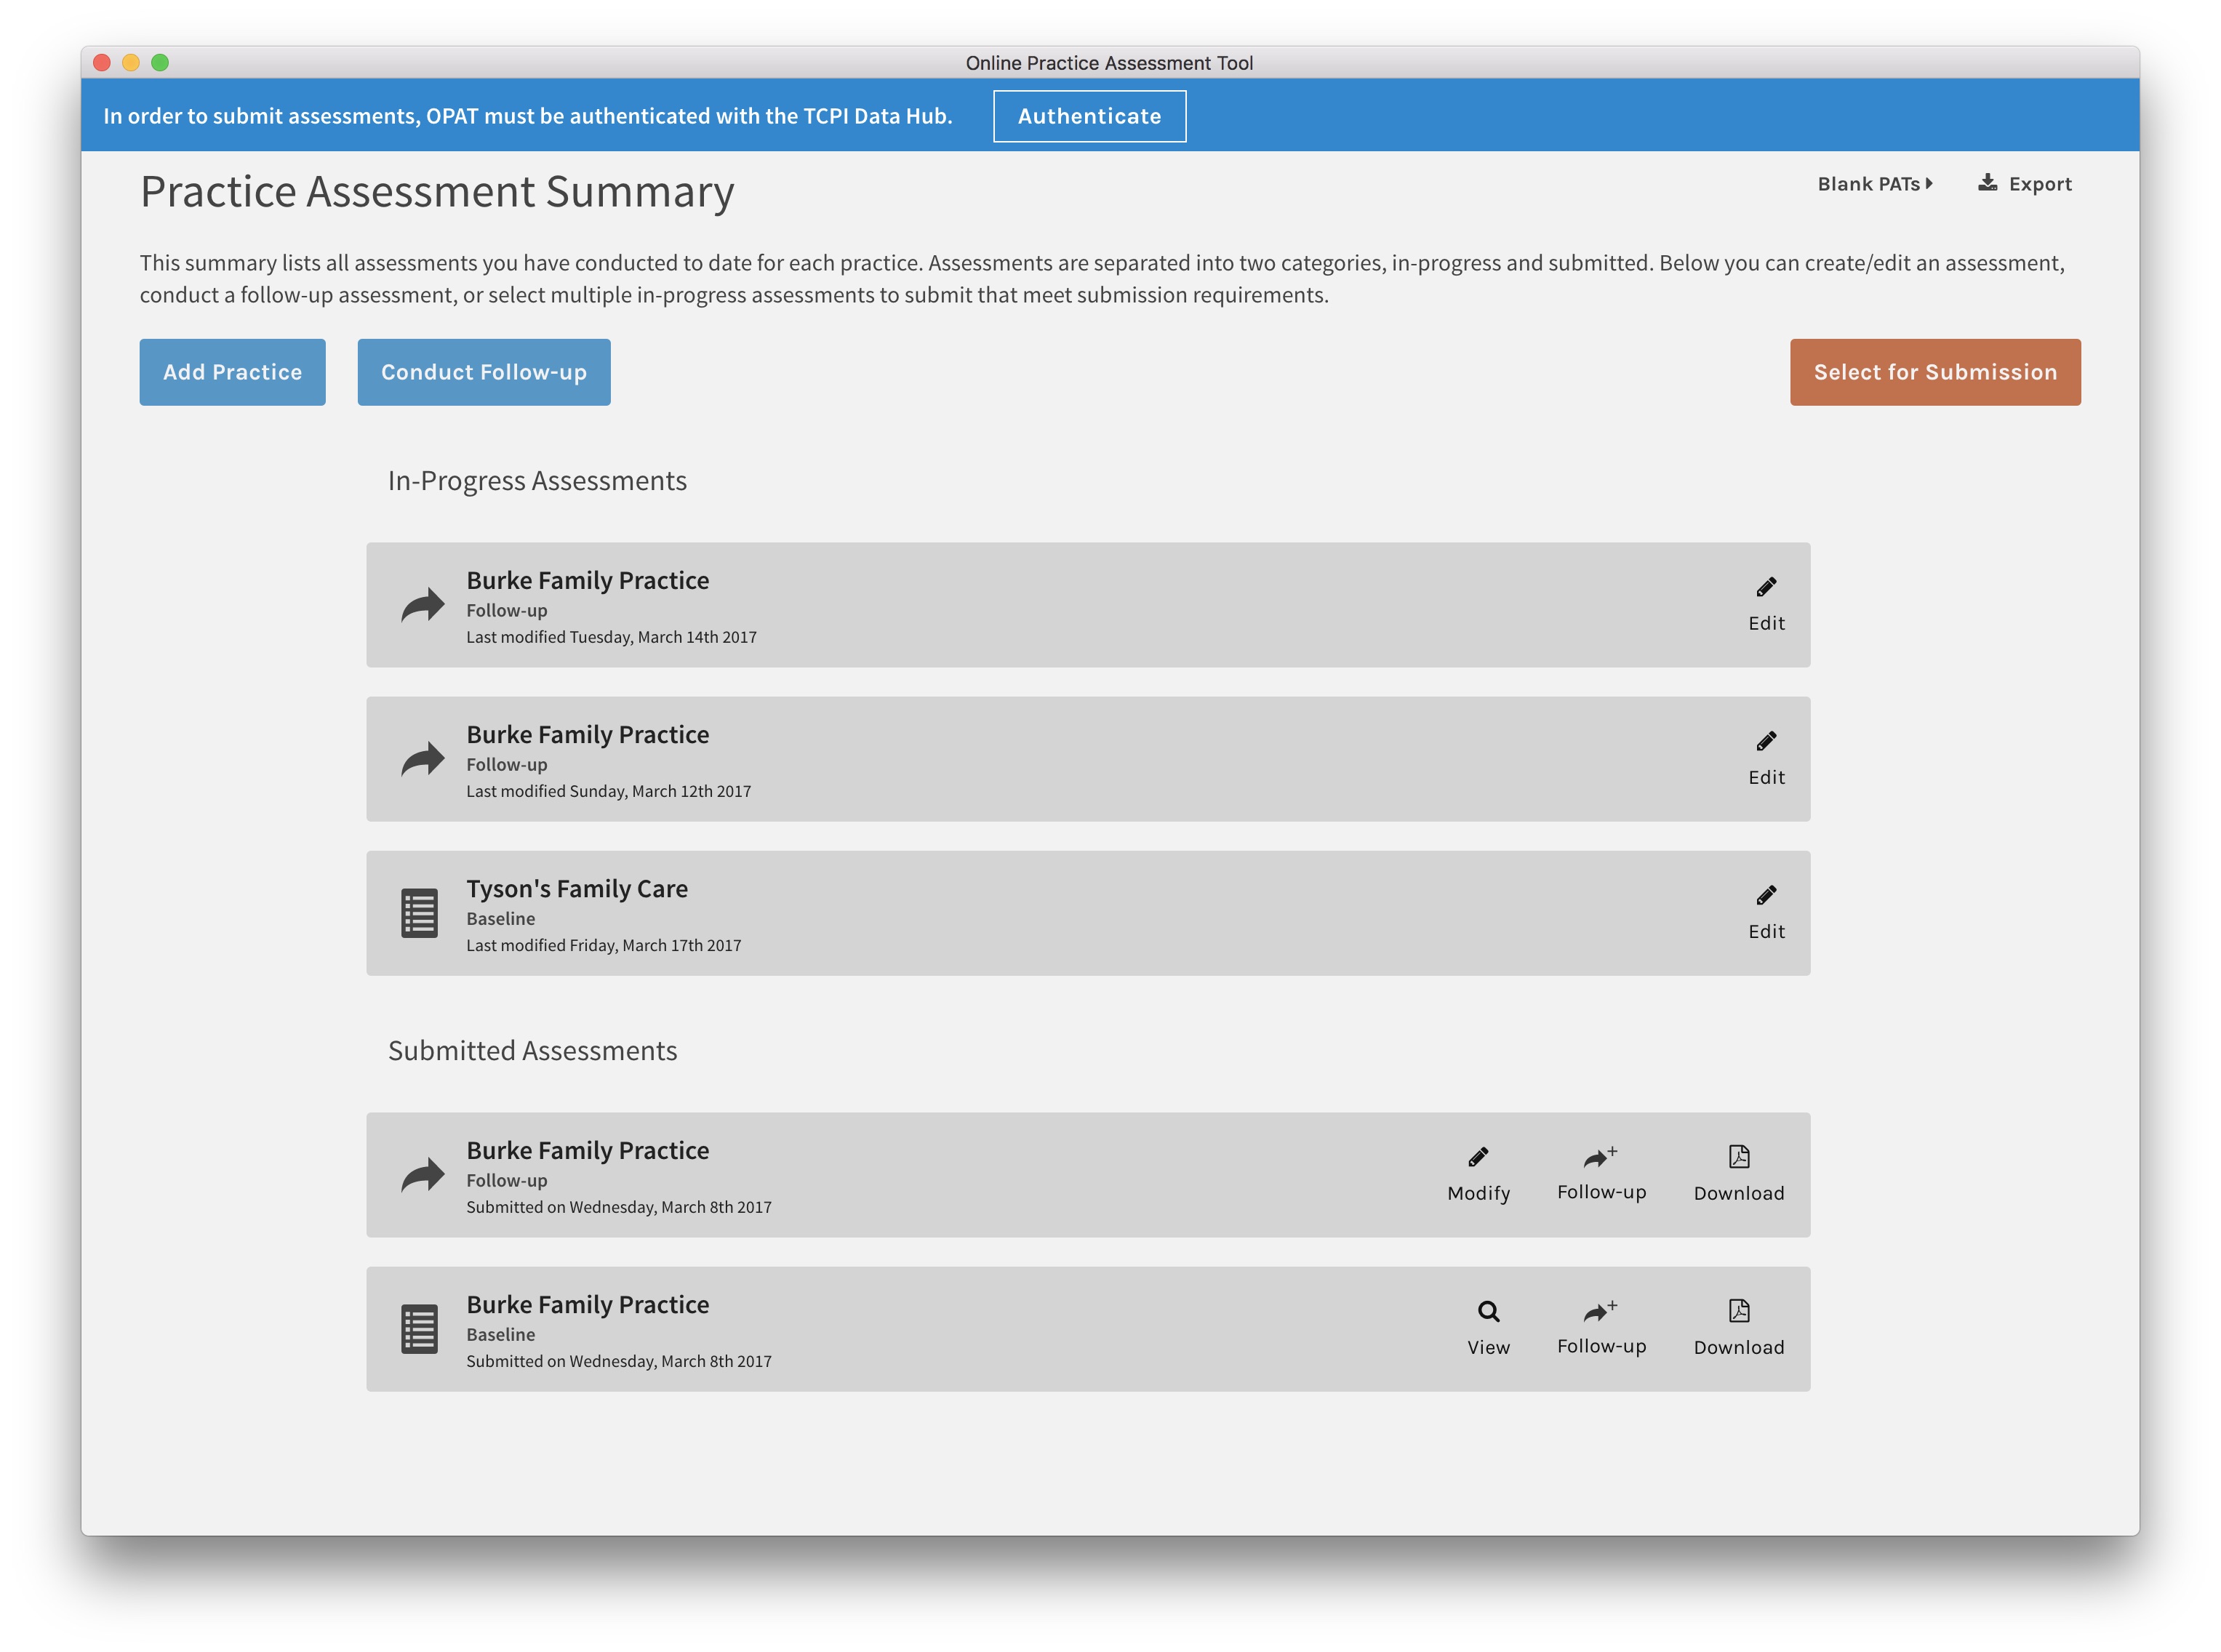 Online Practice Assessment Tool
In order to submit assessments, OPAT must be authenticated with the TCPI Data Hub.
Authenticate
Practice Assessment Summary
Blank PATs
Export
This summary lists all assessments you have conducted to date for each practice. Assessments are separated into two categories, in-progress and submitted. Below you can create/edit an assessment,
conduct a follow-up assessment, or select multiple in-progress assessments to submit that meet submission requirements.
Add Practice
Conduct Follow-up
Select for Submission
In-Progress Assessments
Burke Family Practice
Follow-up
Last modified Tuesday, March 14th 2017
Edit
Burke Family Practice
Follow-up
Last modified Sunday, March 12th 2017
Edit
Tyson's Family Care
Baseline
Last modified Friday, March 17th 2017
Edit
Submitted Assessments
Burke Family Practice
Follow-up
Submitted on Wednesday, March 8th 2017
Modify
Follow-up
Download
Burke Family Practice
Baseline
Submitted on Wednesday, March 8th 2017
View
Follow-up
Download